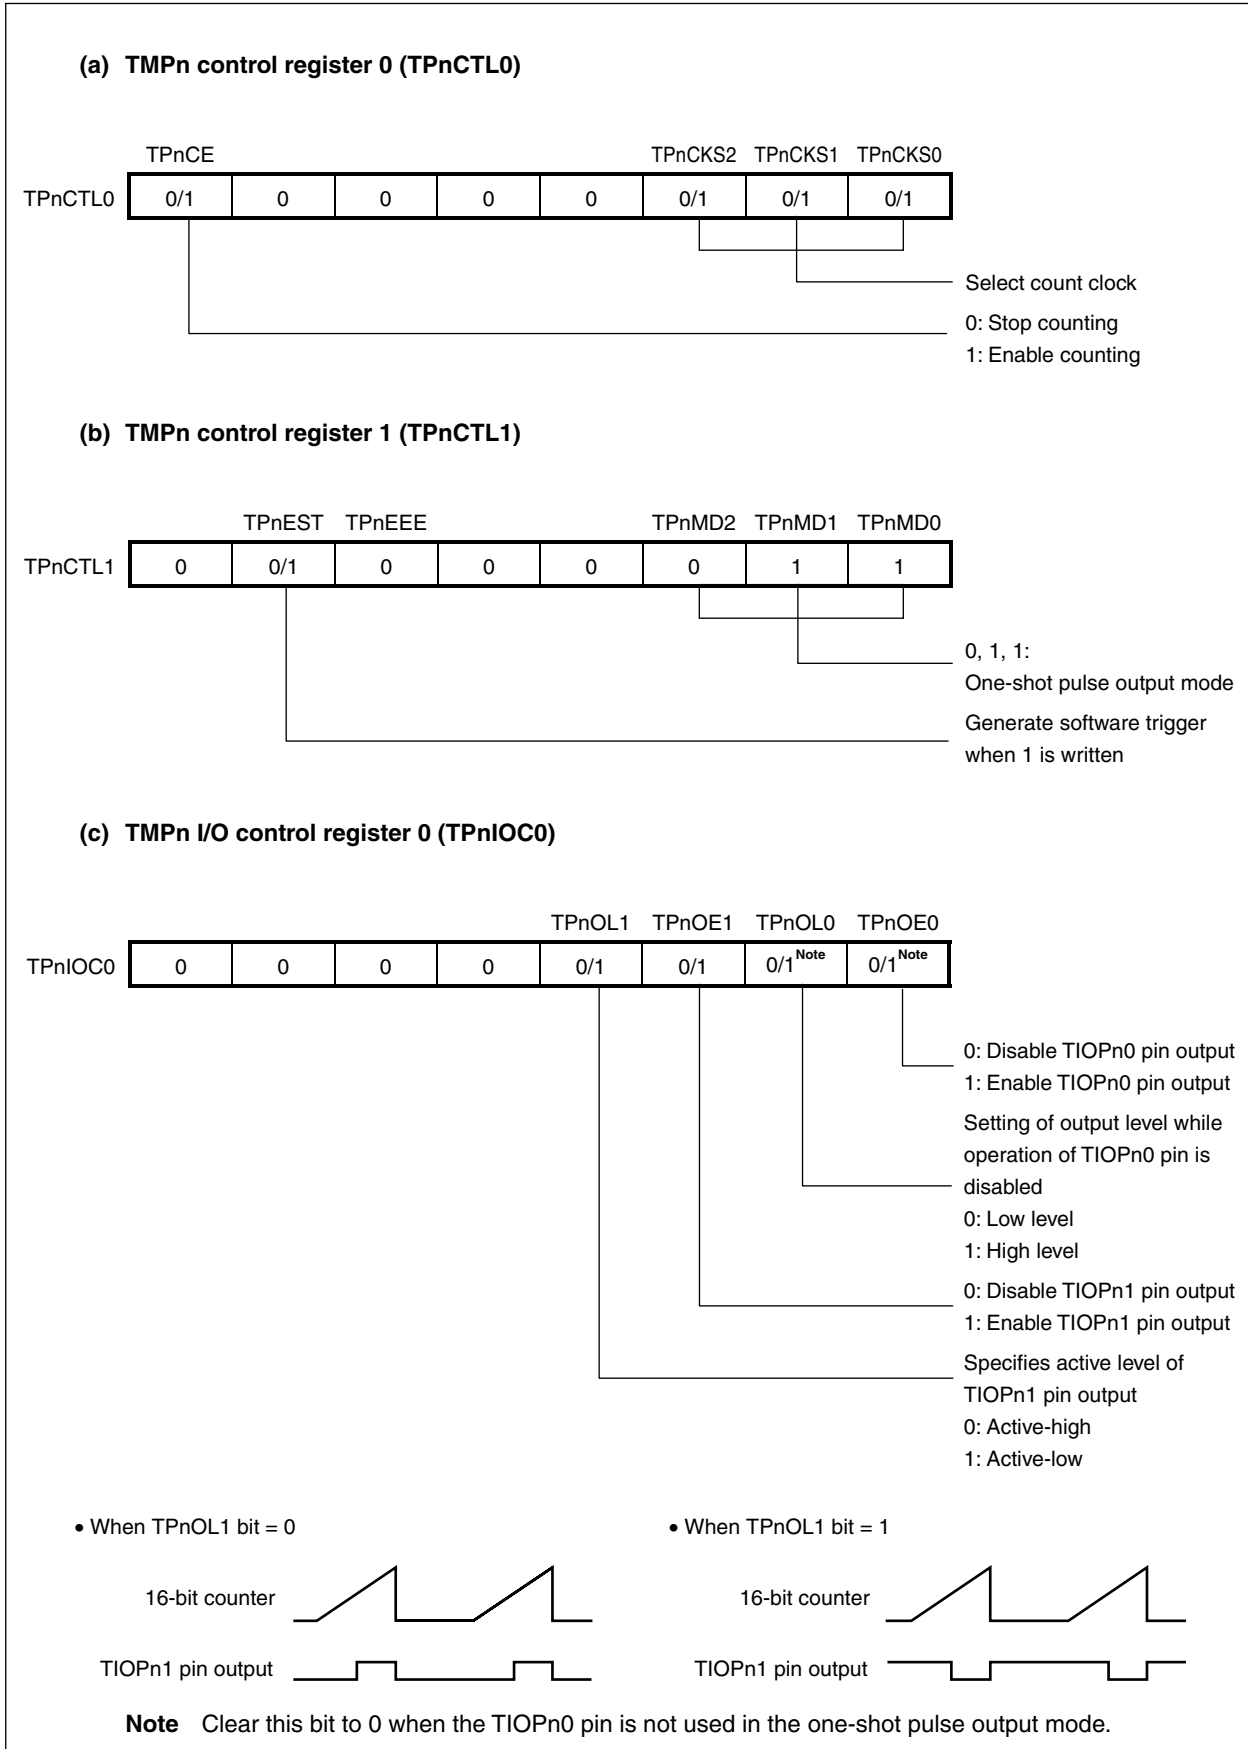 (a) TMPn control register 0 (TPnCTL0)
TPnCE TPnCKS2 TPnCKS1 TPnCKS0
TPnCTL0 0/1 0 0 0 0 0/1 0/1 0/1
Select count clock
0: Stop counting
1: Enable counting
(b) TMPn control register 1 (TPnCTL1)
TPnEST TPnEEE TPnMD2 TPnMD1 TPnMD0
TPnCTL1 0 0/1 0 0 0 0 1 1
0, 1, 1:
One-shot pulse output mode
Generate software trigger
when 1 is written
(c) TMPn I/O control register 0 (TPnIOC0)
TPnOL1 TPnOE1 TPnOL0 TPnOE0
TPnIOC0 0 0 0 0 0/1 0/1 0/1Note 0/1Note
0: Disable TIOPn0 pin output
1: Enable TIOPn0 pin output
Setting of output level while
operation of TIOPn0 pin is
disabled
0: Low level
1: High level
0: Disable TIOPn1 pin output
1: Enable TIOPn1 pin output
Specifies active level of
TIOPn1 pin output
0: Active-high
1: Active-low
• When TPnOL1 bit = 0 • When TPnOL1 bit = 1
16-bit counter 16-bit counter
TIOPn1 pin output TIOPn1 pin output
Note Clear this bit to 0 when the TIOPn0 pin is not used in the one-shot pulse output mode.